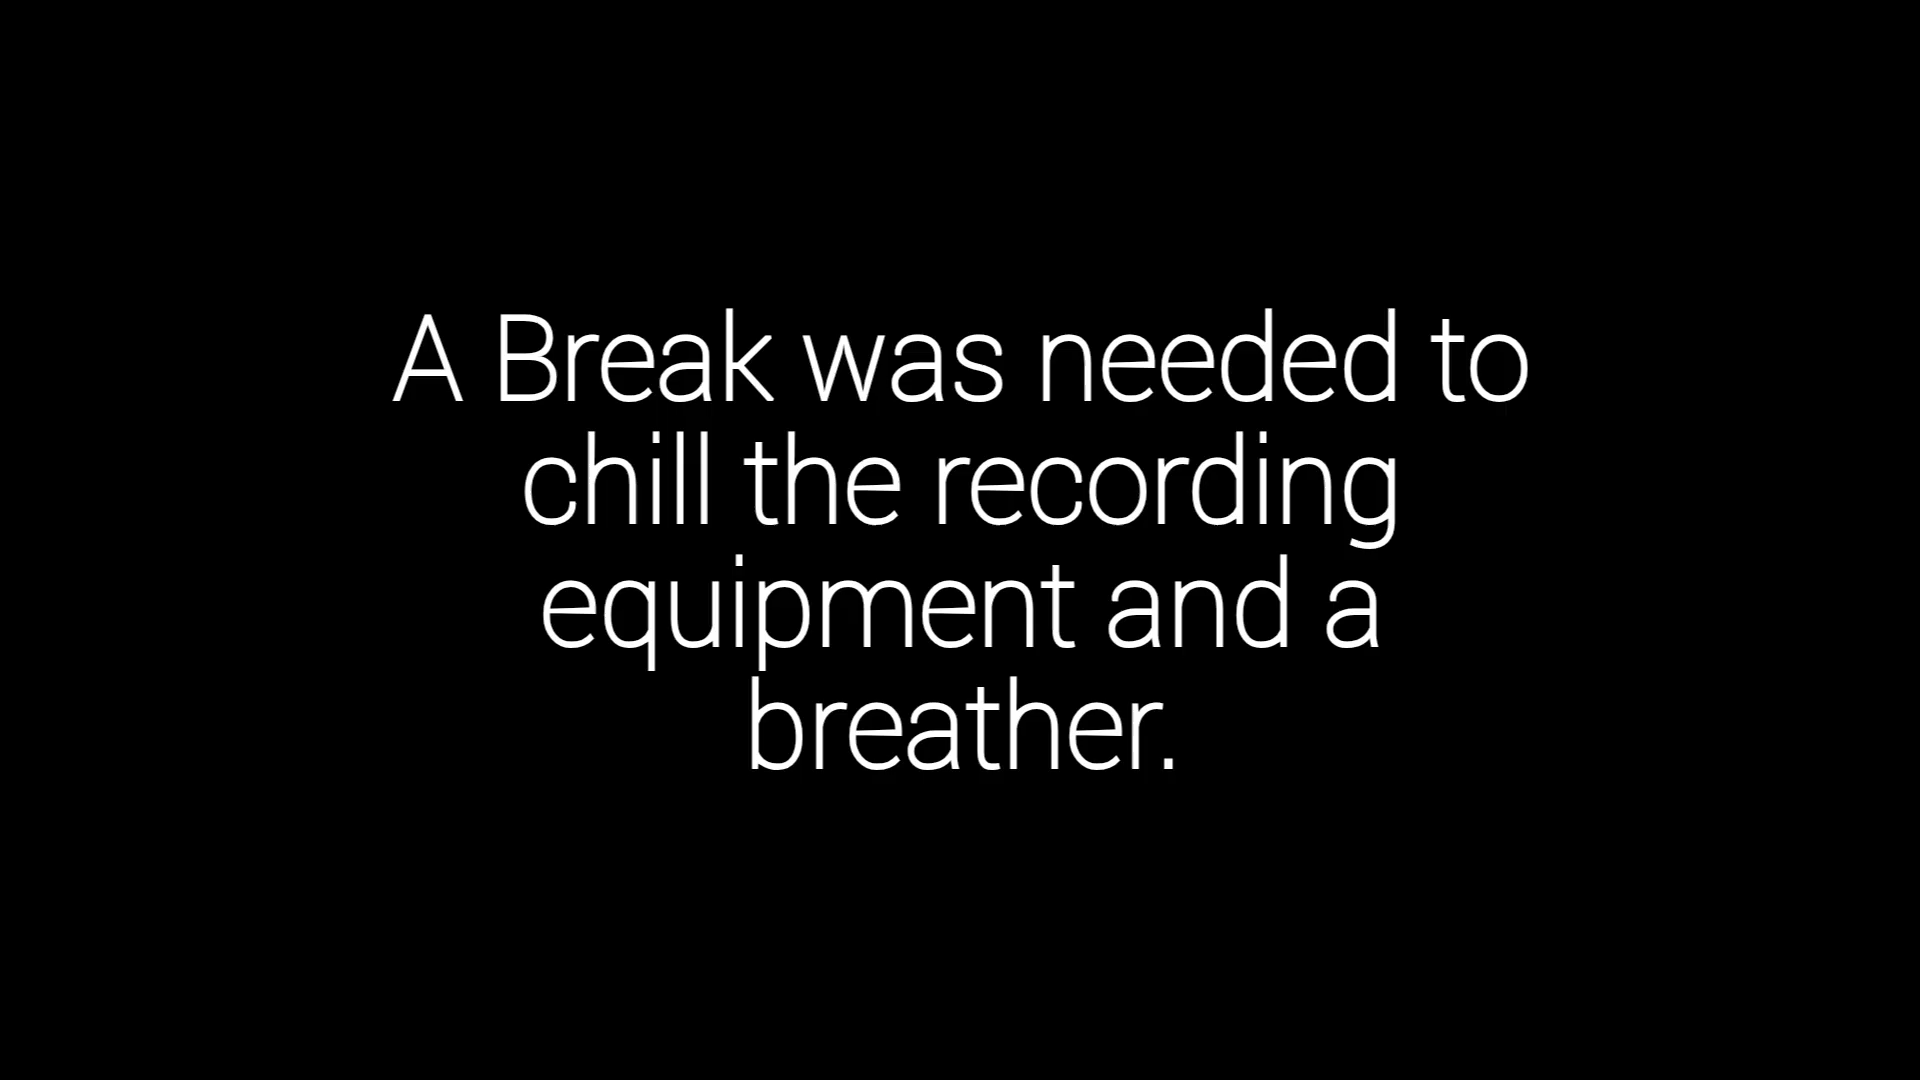 A Break was needed to
chill the recording
equipment and a
breather.